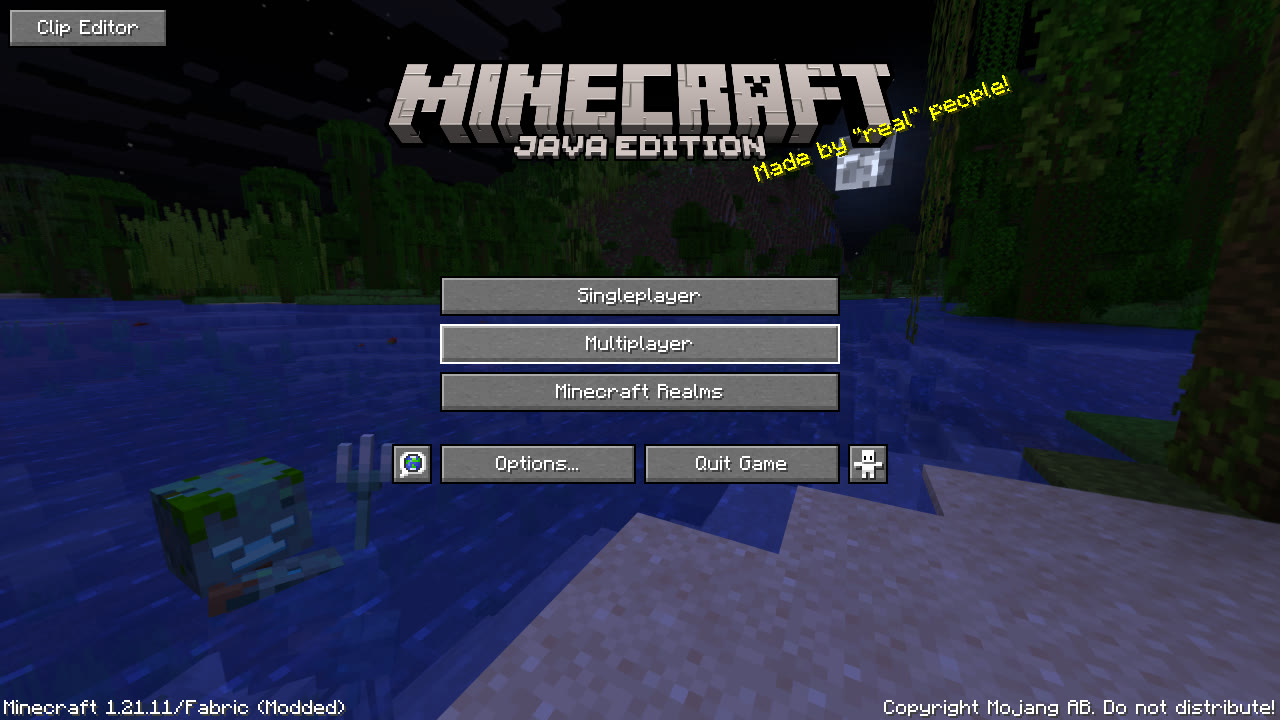 Clip Editor
MINECRAFT
JAVA EDITION
Made by "real" people!
Singleplayer
Multiplayer
Minecraft Realms
Options...
Quit Game
Minecraft 1.21.11/Fabric (Modded)
Copyright Mojang AB. Do not distribute!